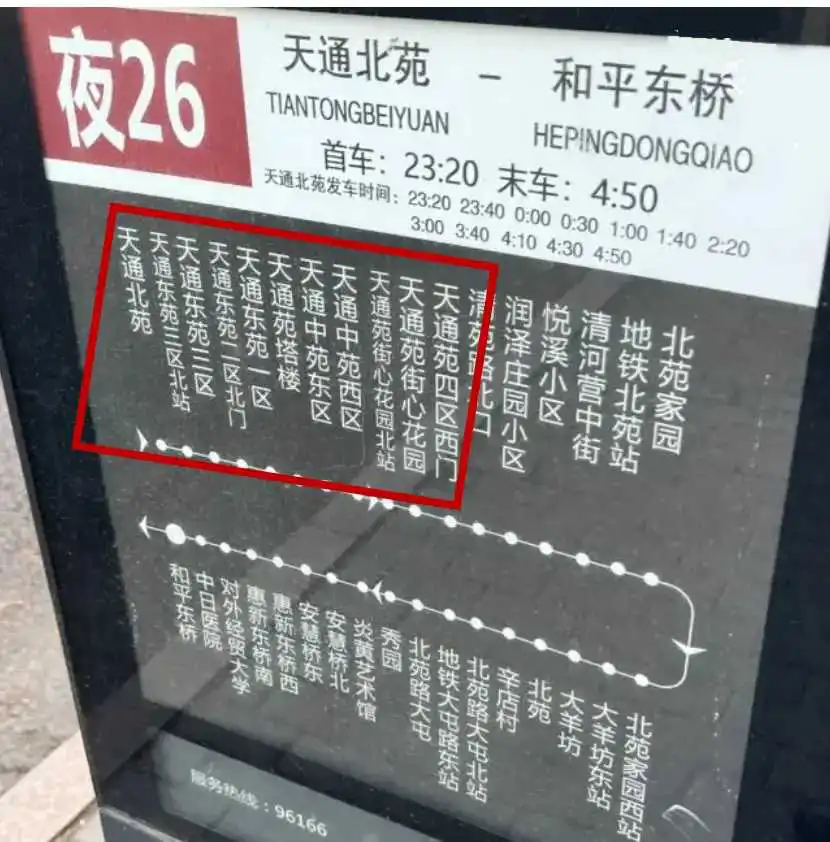 夜26
天通北苑 – 和平东桥
TIANTONGBEIYUAN HEPINGDONGQIAO
首车：23:20 末车：4:50
天通北苑发车时间：23:20 23:40 0:00 0:30 1:00 1:40 2:20
3:00 3:40 4:10 4:30 4:50
天通北苑
天通东苑三区北站
天通东苑三区
天通东苑二区北门
天通东苑一区
天通苑塔楼
天通中苑东区
天通中苑西区
天通苑街心花园北站
天通苑街心花园
天通苑四区西门
清苑路北口
润泽庄园小区
悦溪小区
清河营中街
地铁北苑站
北苑家园
和平东桥
中日医院
对外经贸大学
惠新东桥南
惠新东桥西
安慧桥东
安慧桥北
炎黄艺术馆
秀园
北苑路大屯
地铁大屯路东站
北苑路大屯北站
辛店村
北苑
大羊坊
大羊坊东站
北苑家园西站
服务热线：96166